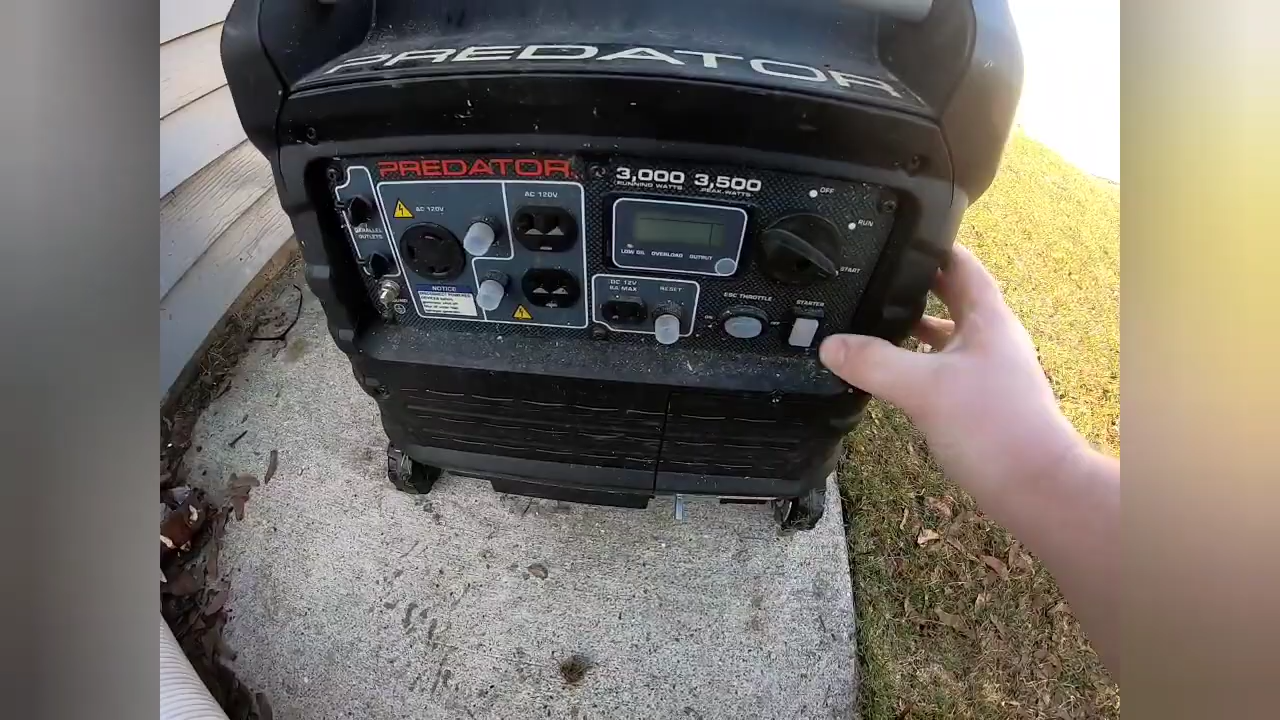 PREDATOR
PREDATOR
3,000 3,500
RUNNING WATTS PEAK WATTS
OFF
RUN
START
AC 120V
AC 120V
PARALLEL
OUTLETS
LOW OIL OVERLOAD OUTPUT
NOTICE
DC 12V
8A MAX
RESET
ESC THROTTLE
STARTER